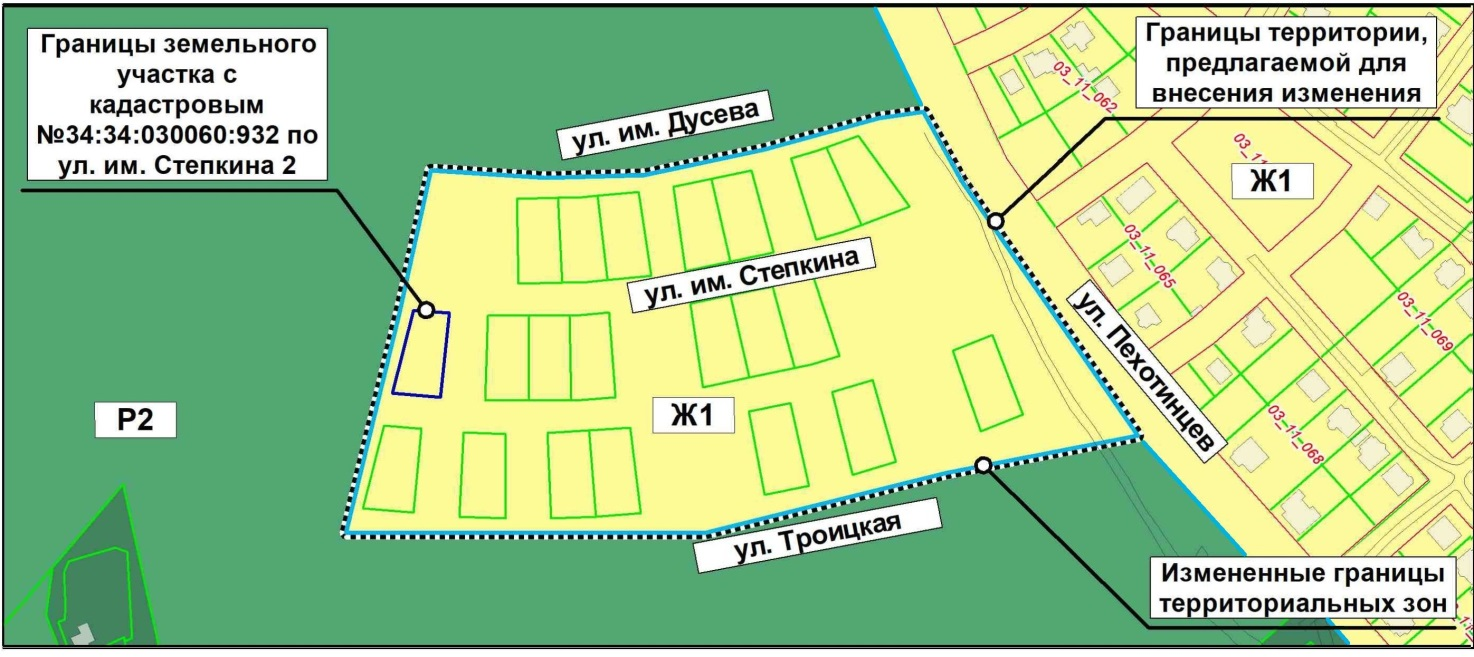 Границы земельного
участка с
кадастровым
№34:34:030060:932 по
ул. им. Степкина 2
ул. им. Дусева
Границы территории,
предлагаемой для
внесения изменения
03_11_062
Ж1
03_11_065
ул. им. Степкина
ул. Пехотинцев
03_11_069
Р2
Ж1
03_11_068
ул. Троицкая
Измененные границы
территориальных зон